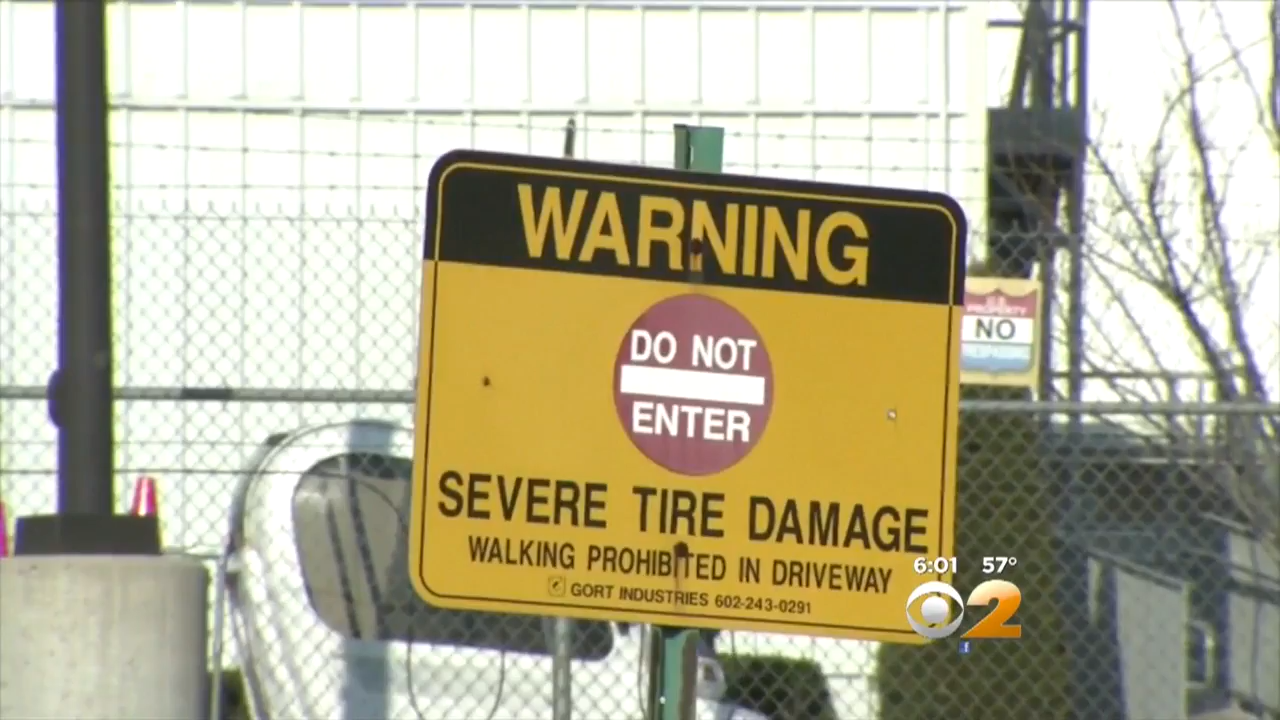 WARNING
DO NOT
ENTER
SEVERE TIRE DAMAGE
WALKING PROHIBITED IN DRIVEWAY
GORT INDUSTRIES 602-243-0291
PROPERTY
NO
6:01 57°
2
f